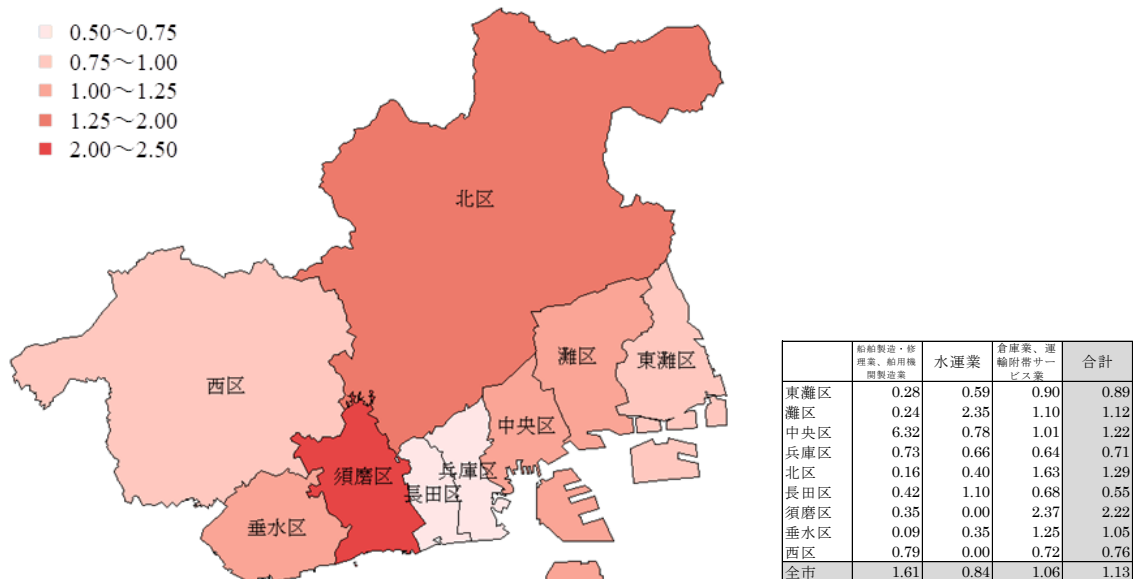 0.50～0.75
0.75～1.00
1.00～1.25
1.25～2.00
2.00～2.50
北区
灘区
東灘区
西区
中央区
兵庫区
須磨区
長田区
垂水区
船舶製造・修理業、舶用機関製造業 水運業 倉庫業、運輸附帯サービス業 合計
東灘区 0.28 0.59 0.90 0.89
灘区 0.24 2.35 1.10 1.12
中央区 6.32 0.78 1.01 1.22
兵庫区 0.73 0.66 0.64 0.71
北区 0.16 0.40 1.63 1.29
長田区 0.42 1.10 0.68 0.55
須磨区 0.35 0.00 2.37 2.22
垂水区 0.09 0.35 1.25 1.05
西区 0.79 0.00 0.72 0.76
全市 1.61 0.84 1.06 1.13